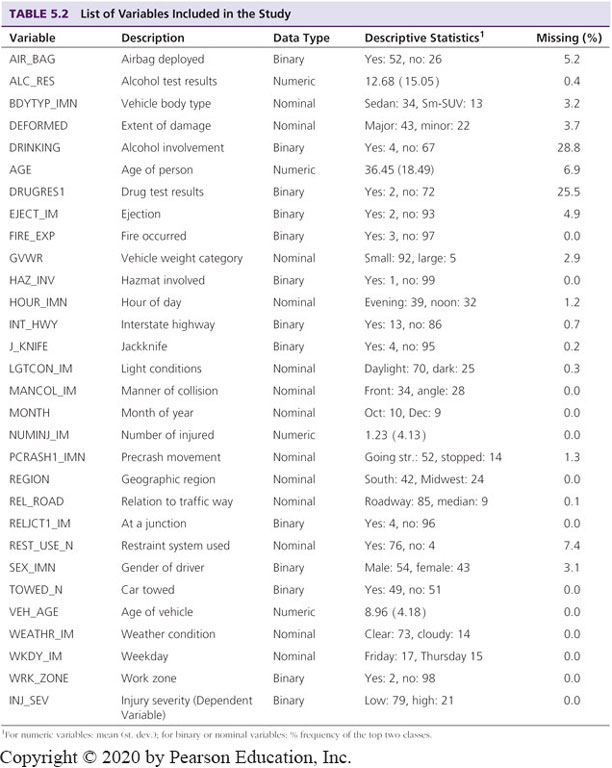 TABLE 5.2 List of Variables Included in the Study
Variable Description Data Type Descriptive Statistics¹ Missing (%)
AIR_BAG Airbag deployed Binary Yes: 52, no: 26 5.2
ALC_RES Alcohol test results Numeric 12.68 (15.05) 0.4
BDYTYP_IMN Vehicle body type Nominal Sedan: 34, Sm-SUV: 13 3.2
DEFORMED Extent of damage Nominal Major: 43, minor: 22 3.7
DRINKING Alcohol involvement Binary Yes: 4, no: 67 28.8
AGE Age of person Numeric 36.45 (18.49) 6.9
DRUGRES1 Drug test results Binary Yes: 2, no: 72 25.5
EJECT_IM Ejection Binary Yes: 2, no: 93 4.9
FIRE_EXP Fire occurred Binary Yes: 3, no: 97 0.0
GVWR Vehicle weight category Nominal Small: 92, large: 5 2.9
HAZ_INV Hazmat involved Binary Yes: 1, no: 99 0.0
HOUR_IMN Hour of day Nominal Evening: 39, noon: 32 1.2
INT_HWY Interstate highway Binary Yes: 13, no: 86 0.7
J_KNIFE Jackknife Binary Yes: 4, no: 95 0.2
LGTCON_IM Light conditions Nominal Daylight: 70, dark: 25 0.3
MANCOL_IM Manner of collision Nominal Front: 34, angle: 28 0.0
MONTH Month of year Nominal Oct: 10, Dec: 9 0.0
NUMINJ_IM Number of injured Numeric 1.23 (4.13) 0.0
PCRASH1_IMN Precrash movement Nominal Going str.: 52, stopped: 14 1.3
REGION Geographic region Nominal South: 42, Midwest: 24 0.0
REL_ROAD Relation to traffic way Nominal Roadway: 85, median: 9 0.1
RELJCT1_IM At a junction Binary Yes: 4, no: 96 0.0
REST_USE_N Restraint system used Nominal Yes: 76, no: 4 7.4
SEX_IMN Gender of driver Binary Male: 54, female: 43 3.1
TOWED_N Car towed Binary Yes: 49, no: 51 0.0
VEH_AGE Age of vehicle Numeric 8.96 (4.18) 0.0
WEATHR_IM Weather condition Nominal Clear: 73, cloudy: 14 0.0
WKDY_IM Weekday Nominal Friday: 17, Thursday 15 0.0
WRK_ZONE Work zone Binary Yes: 2, no: 98 0.0
INJ_SEV Injury severity (Dependent Binary Low: 79, high: 21 0.0
Variable)
¹For numeric variables: mean (st. dev.); for binary or nominal variables: % frequency of the top two classes.
Copyright © 2020 by Pearson Education, Inc.